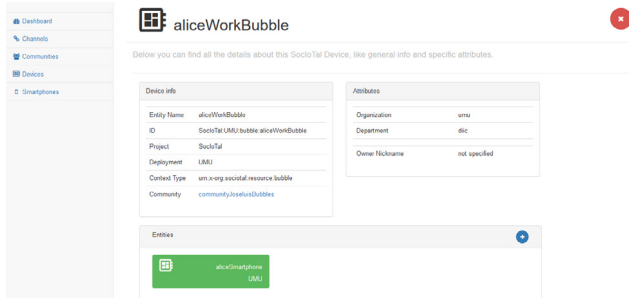 Dashboard
Channels
Communities
Devices
Smartphones
aliceWorkBubble
Below you can find all the details about this SocIoTal Device, like general info and specific attributes.
Device info
Entity Name aliceWorkBubble
ID SocIoTal:UMU:bubble:aliceWorkBubble
Project SocIoTal
Deployment UMU
Context Type urn:x-org:sociotal:resource:bubble
Community communityJoseluisBubbles
Attributes
Organization umu
Department diic
Owner Nickname not specified
Entities
aliceSmartphone
UMU